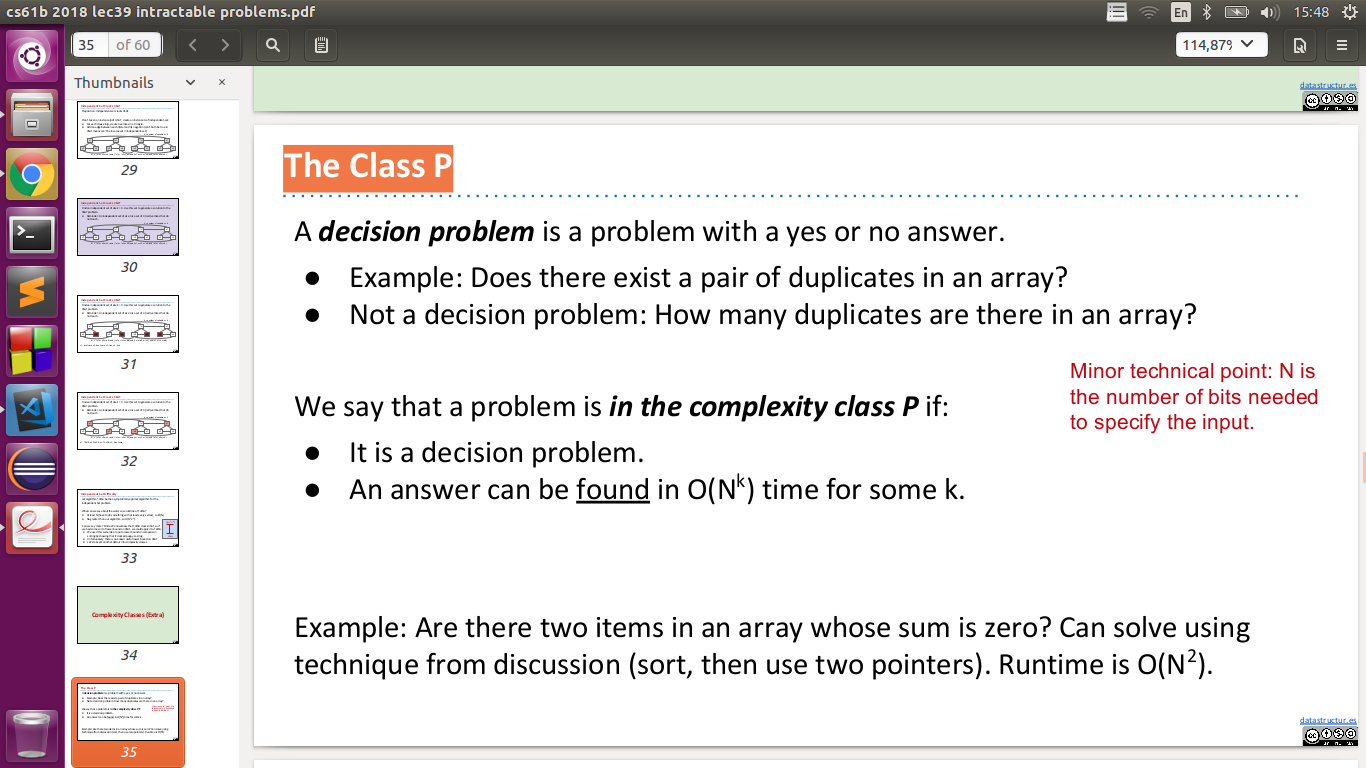 cs61b 2018 lec39 intractable problems.pdf
En
15:48
35 of 60
114,87%
Thumbnails
29
30
31
32
33
Complexity Classes (Extra)
34
35
datastructur.es
The Class P
A decision problem is a problem with a yes or no answer.
● Example: Does there exist a pair of duplicates in an array?
● Not a decision problem: How many duplicates are there in an array?
Minor technical point: N is
the number of bits needed
to specify the input.
We say that a problem is in the complexity class P if:
● It is a decision problem.
● An answer can be found in O(Nᵏ) time for some k.
Example: Are there two items in an array whose sum is zero? Can solve using
technique from discussion (sort, then use two pointers). Runtime is O(N²).
datastructur.es